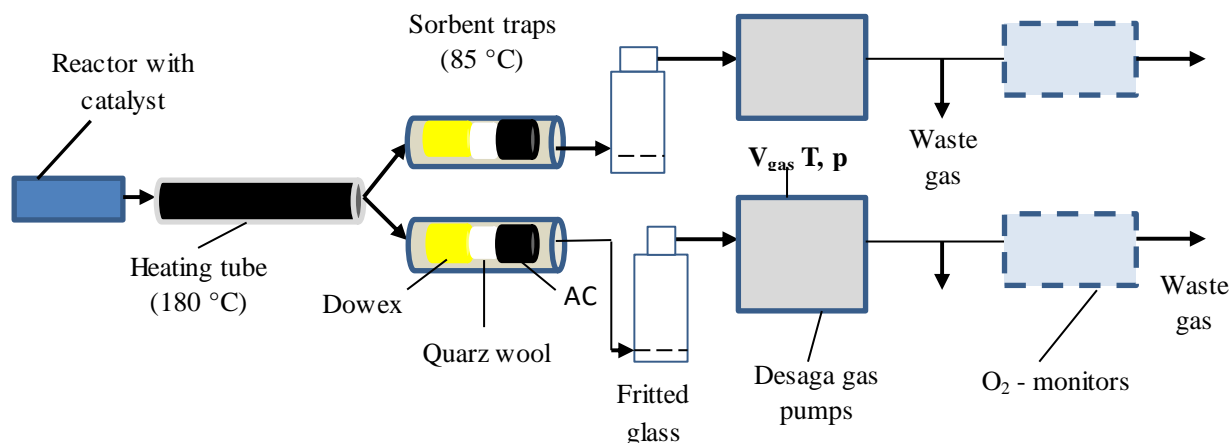 Sorbent traps
(85 °C)
Reactor with
catalyst
Waste
gas
V_gas T, p
Heating tube
(180 °C)
Dowex
AC
Quarz wool
Fritted
glass
Desaga gas
pumps
O₂ - monitors
Waste
gas